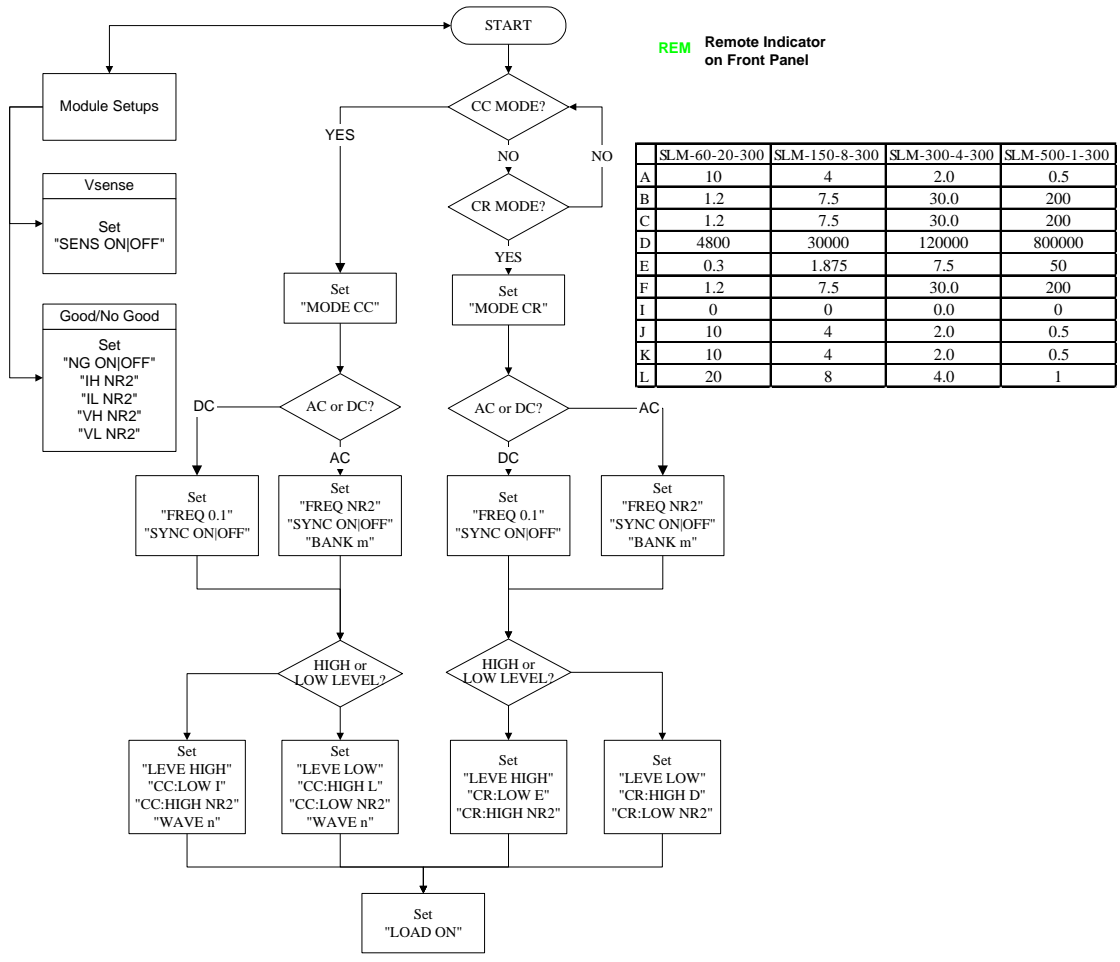 START
REM Remote Indicator
on Front Panel
Module Setups
CC MODE?
YES
NO
NO
CR MODE?
YES
Vsense
Set
"SENS ON|OFF"
Good/No Good
Set
"NG ON|OFF"
"IH NR2"
"IL NR2"
"VH NR2"
"VL NR2"
SLM-60-20-300 SLM-150-8-300 SLM-300-4-300 SLM-500-1-300
A 10 4 2.0 0.5
B 1.2 7.5 30.0 200
C 1.2 7.5 30.0 200
D 4800 30000 120000 800000
E 0.3 1.875 7.5 50
F 1.2 7.5 30.0 200
I 0 0 0.0 0
J 10 4 2.0 0.5
K 10 4 2.0 0.5
L 20 8 4.0 1
Set
"MODE CC"
Set
"MODE CR"
DC
AC or DC?
AC
AC or DC?
AC
DC
Set
"FREQ 0.1"
"SYNC ON|OFF"
Set
"FREQ NR2"
"SYNC ON|OFF"
"BANK m"
Set
"FREQ 0.1"
"SYNC ON|OFF"
Set
"FREQ NR2"
"SYNC ON|OFF"
"BANK m"
HIGH or
LOW LEVEL?
HIGH or
LOW LEVEL?
Set
"LEVE HIGH"
"CC:LOW I"
"CC:HIGH NR2"
"WAVE n"
Set
"LEVE LOW"
"CC:HIGH L"
"CC:LOW NR2"
"WAVE n"
Set
"LEVE HIGH"
"CR:LOW E"
"CR:HIGH NR2"
Set
"LEVE LOW"
"CR:HIGH D"
"CR:LOW NR2"
Set
"LOAD ON"